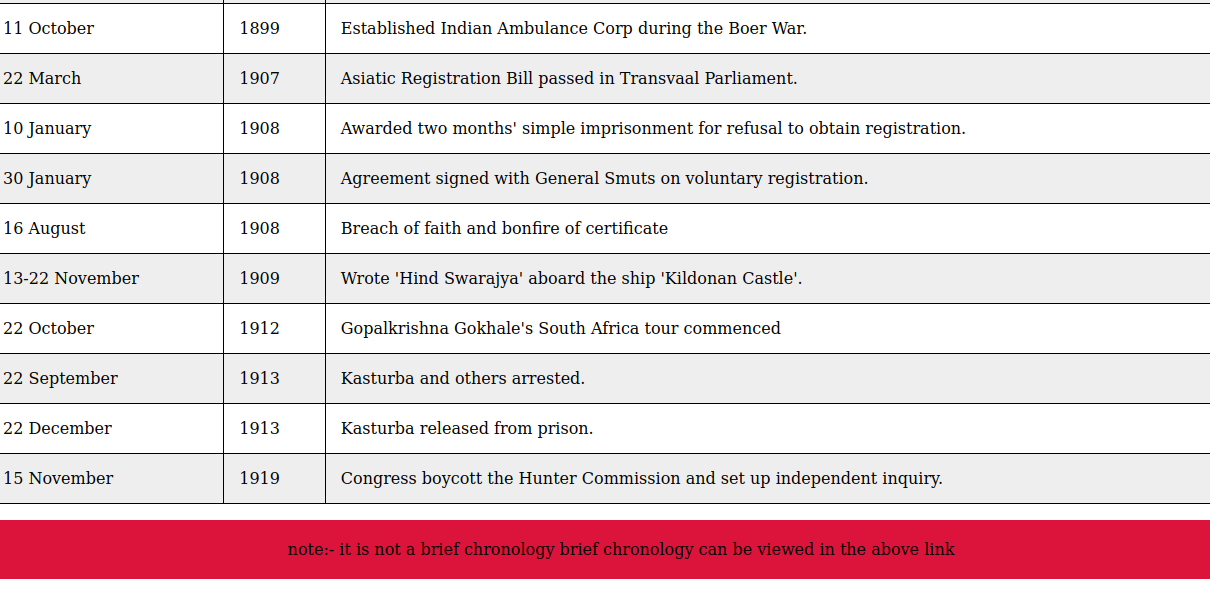 11 October 1899 Established Indian Ambulance Corp during the Boer War.
22 March 1907 Asiatic Registration Bill passed in Transvaal Parliament.
10 January 1908 Awarded two months' simple imprisonment for refusal to obtain registration.
30 January 1908 Agreement signed with General Smuts on voluntary registration.
16 August 1908 Breach of faith and bonfire of certificate
13-22 November 1909 Wrote 'Hind Swarajya' aboard the ship 'Kildonan Castle'.
22 October 1912 Gopalkrishna Gokhale's South Africa tour commenced
22 September 1913 Kasturba and others arrested.
22 December 1913 Kasturba released from prison.
15 November 1919 Congress boycott the Hunter Commission and set up independent inquiry.
note:- it is not a brief chronology brief chronology can be viewed in the above link